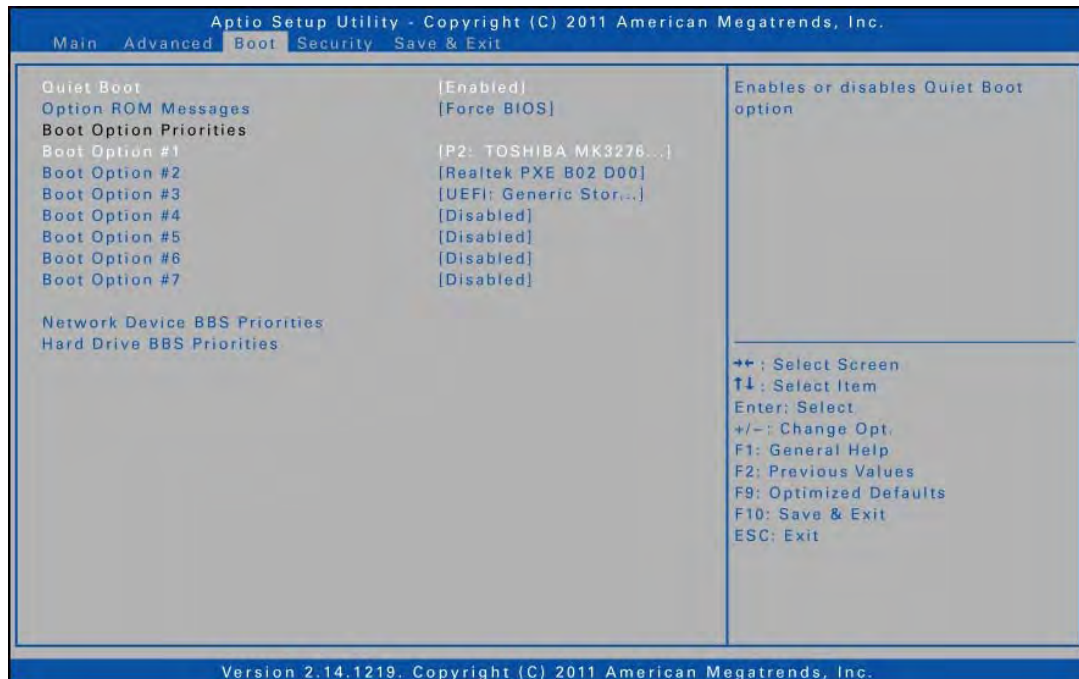 Aptio Setup Utility - Copyright (C) 2011 American Megatrends, Inc.
Main Advanced Boot Security Save & Exit
Quiet Boot [Enabled]
Option ROM Messages [Force BIOS]
Boot Option Priorities
Boot Option #1 [P2: TOSHIBA MK3276...]
Boot Option #2 [Realtek PXE B02 D00]
Boot Option #3 [UEFI: Generic Stor...]
Boot Option #4 [Disabled]
Boot Option #5 [Disabled]
Boot Option #6 [Disabled]
Boot Option #7 [Disabled]
Network Device BBS Priorities
Hard Drive BBS Priorities
Enables or disables Quiet Boot
option
→←: Select Screen
↑↓: Select Item
Enter: Select
+/-: Change Opt.
F1: General Help
F2: Previous Values
F9: Optimized Defaults
F10: Save & Exit
ESC: Exit
Version 2.14.1219. Copyright (C) 2011 American Megatrends, Inc.